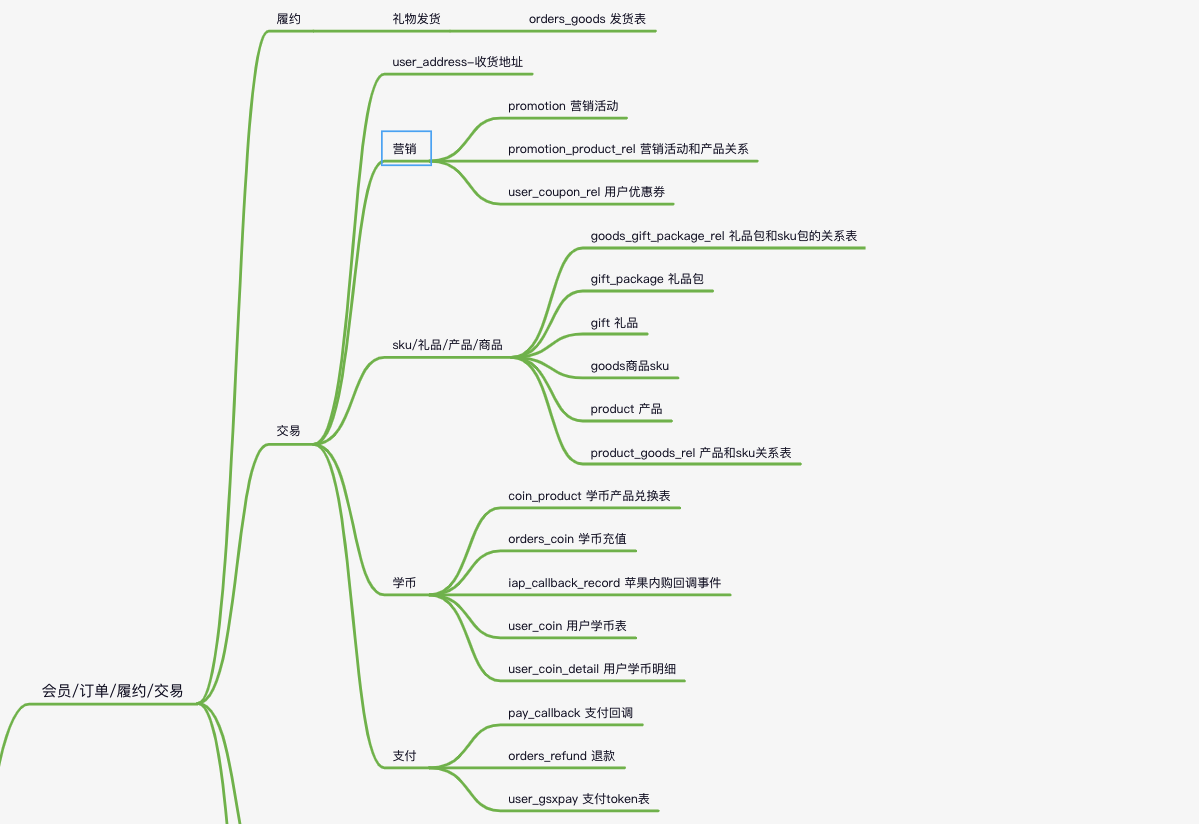 履约
礼物发货
orders_goods 发货表
user_address-收货地址
promotion 营销活动
营销
promotion_product_rel 营销活动和产品关系
user_coupon_rel 用户优惠券
goods_gift_package_rel 礼品包和sku包的关系表
gift_package 礼品包
gift 礼品
sku/礼品/产品/商品
goods商品sku
product 产品
交易
product_goods_rel 产品和sku关系表
coin_product 学币产品兑换表
orders_coin 学币充值
学币
iap_callback_record 苹果内购回调事件
user_coin 用户学币表
user_coin_detail 用户学币明细
会员/订单/履约/交易
pay_callback 支付回调
支付
orders_refund 退款
user_gsxpay 支付token表